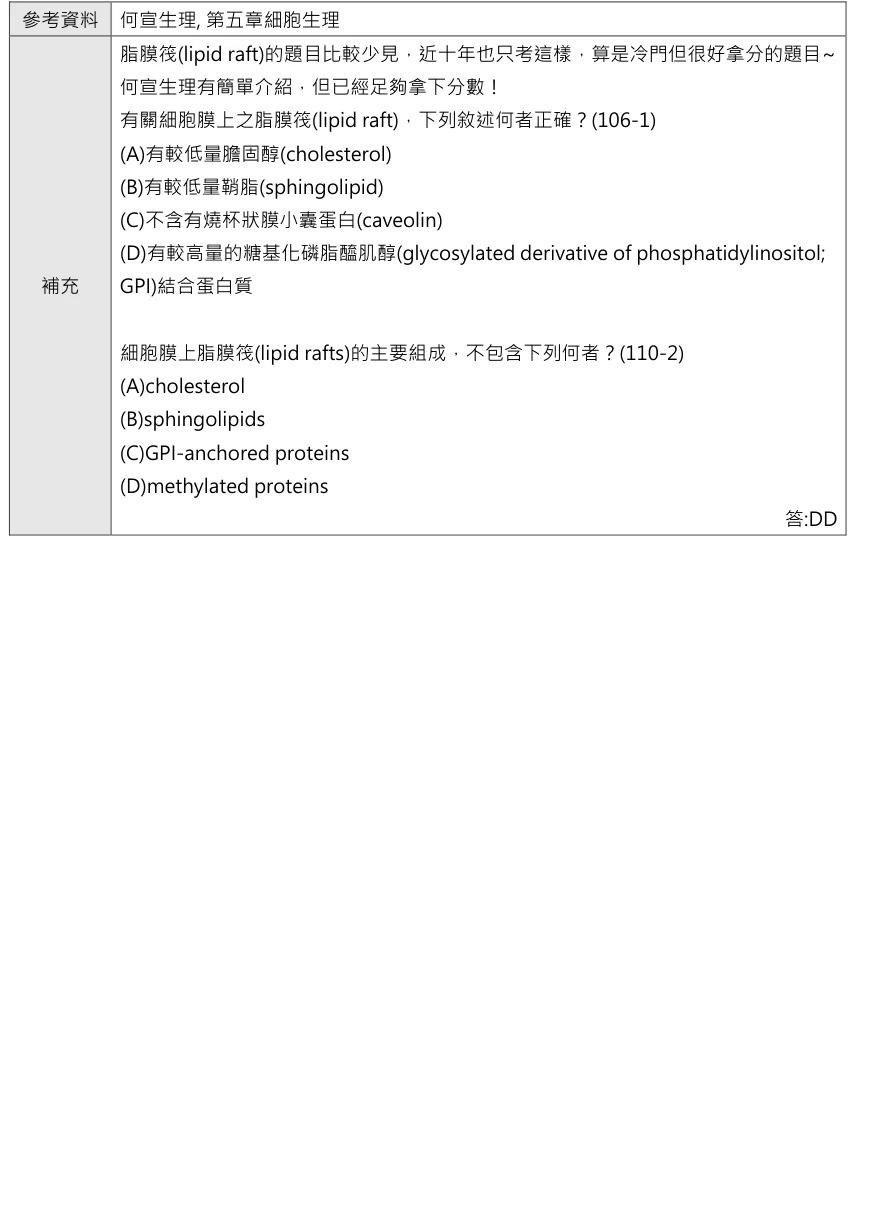 參考資料 何宣生理, 第五章細胞生理
脂膜筏(lipid raft)的題目比較少見，近十年也只考這樣，算是冷門但很好拿分的題目~
何宣生理有簡單介紹，但已經足夠拿下分數！
有關細胞膜上之脂膜筏(lipid raft)，下列敘述何者正確？(106-1)
(A)有較低量膽固醇(cholesterol)
(B)有較低量鞘脂(sphingolipid)
(C)不含有燒杯狀膜小囊蛋白(caveolin)
(D)有較高量的糖基化磷脂醯肌醇(glycosylated derivative of phosphatidylinositol;
補充 GPI)結合蛋白質
細胞膜上脂膜筏(lipid rafts)的主要組成，不包含下列何者？(110-2)
(A)cholesterol
(B)sphingolipids
(C)GPI-anchored proteins
(D)methylated proteins
答:DD